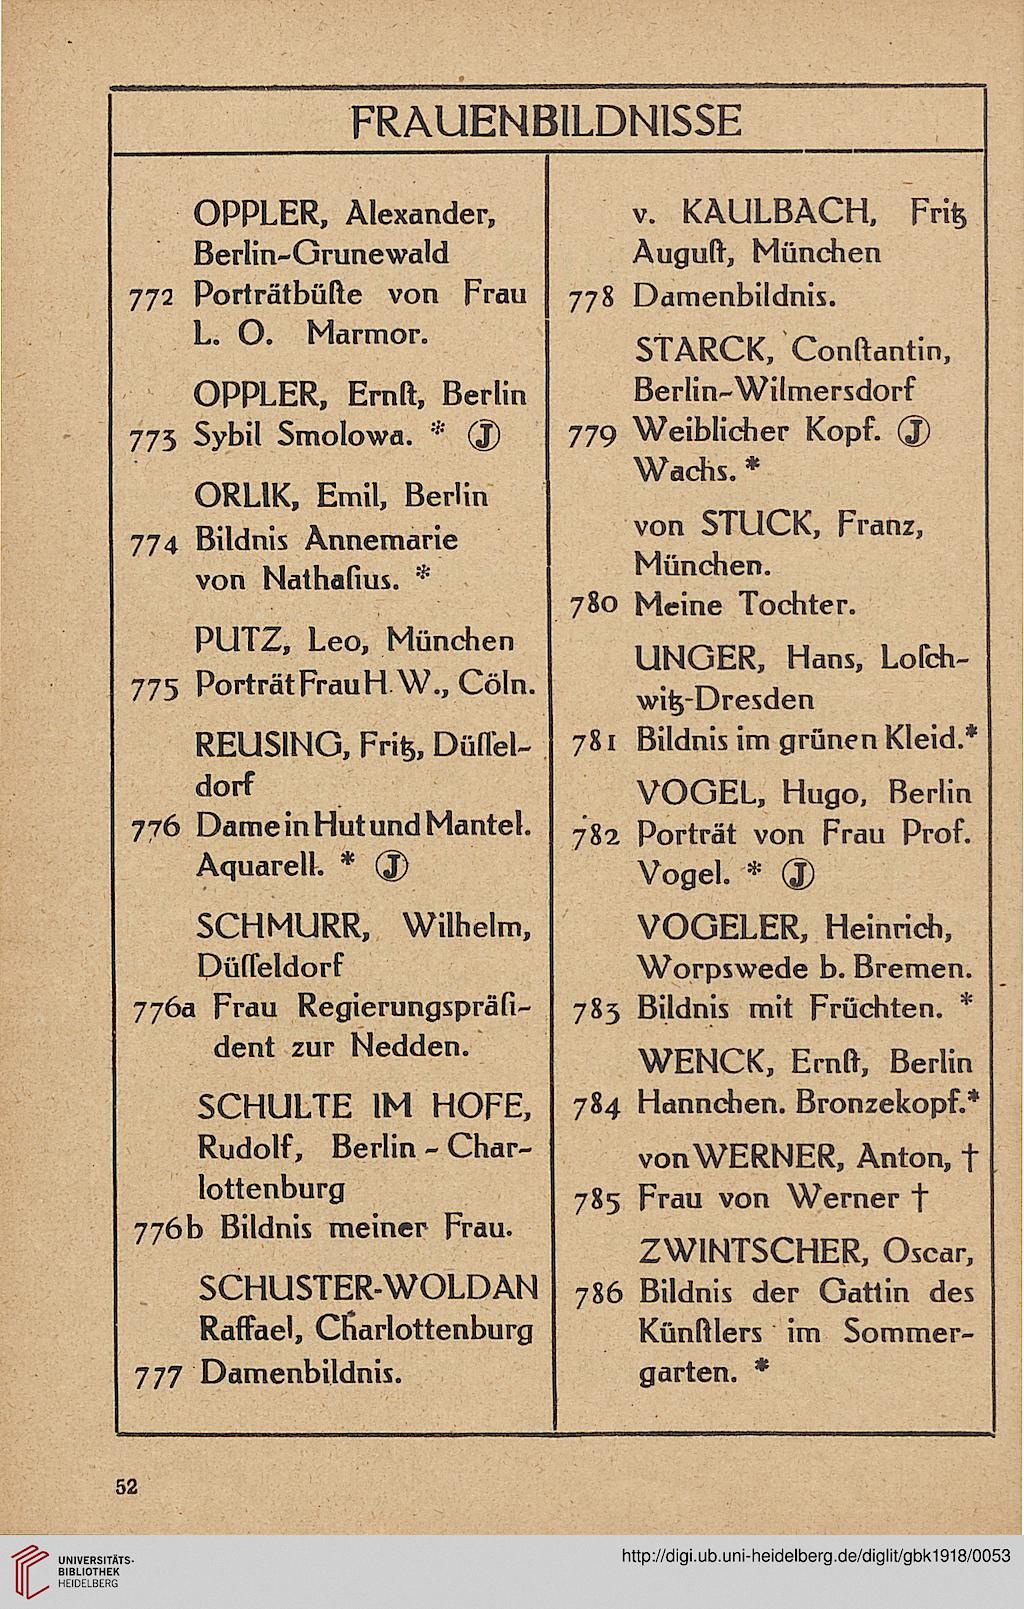 FRAUENBILDNISSE
OPPLER, Alexander,
Berlin-Grunewald
772 Porträtbüſte von Frau
L. O. Marmor.
OPPLER, Ernſt, Berlin
773 Sybil Smolowa. * Ⓙ
ORLIK, Emil, Berlin
774 Bildnis Annemarie
von Nathaſius. *
PUTZ, Leo, München
775 Porträt Frau H. W., Cöln.
REUSING, Fritz, Düſſel-
dorf
776 Dame in Hut und Mantel.
Aquarell. * Ⓙ
SCHMURR, Wilhelm,
Düſſeldorf
776a Frau Regierungspräſi-
dent zur Nedden.
SCHULTE IM HOFE,
Rudolf, Berlin - Char-
lottenburg
776b Bildnis meiner Frau.
SCHUSTER-WOLDAN
Raffael, Charlottenburg
777 Damenbildnis.
v. KAULBACH, Fritz
Auguſt, München
778 Damenbildnis.
STARCK, Conſtantin,
Berlin-Wilmersdorf
779 Weiblicher Kopf. Ⓙ
Wachs. *
von STUCK, Franz,
München.
780 Meine Tochter.
UNGER, Hans, Loſch-
witz-Dresden
781 Bildnis im grünen Kleid.*
VOGEL, Hugo, Berlin
782 Porträt von Frau Prof.
Vogel. * Ⓙ
VOGELER, Heinrich,
Worpswede b. Bremen.
783 Bildnis mit Früchten. *
WENCK, Ernſt, Berlin
784 Hannchen. Bronzekopf.*
von WERNER, Anton, †
785 Frau von Werner †
ZWINTSCHER, Oscar,
786 Bildnis der Gattin des
Künſtlers im Sommer-
garten. *
52
UNIVERSITÄTS-
BIBLIOTHEK
HEIDELBERG
http://digi.ub.uni-heidelberg.de/diglit/gbk1918/0053